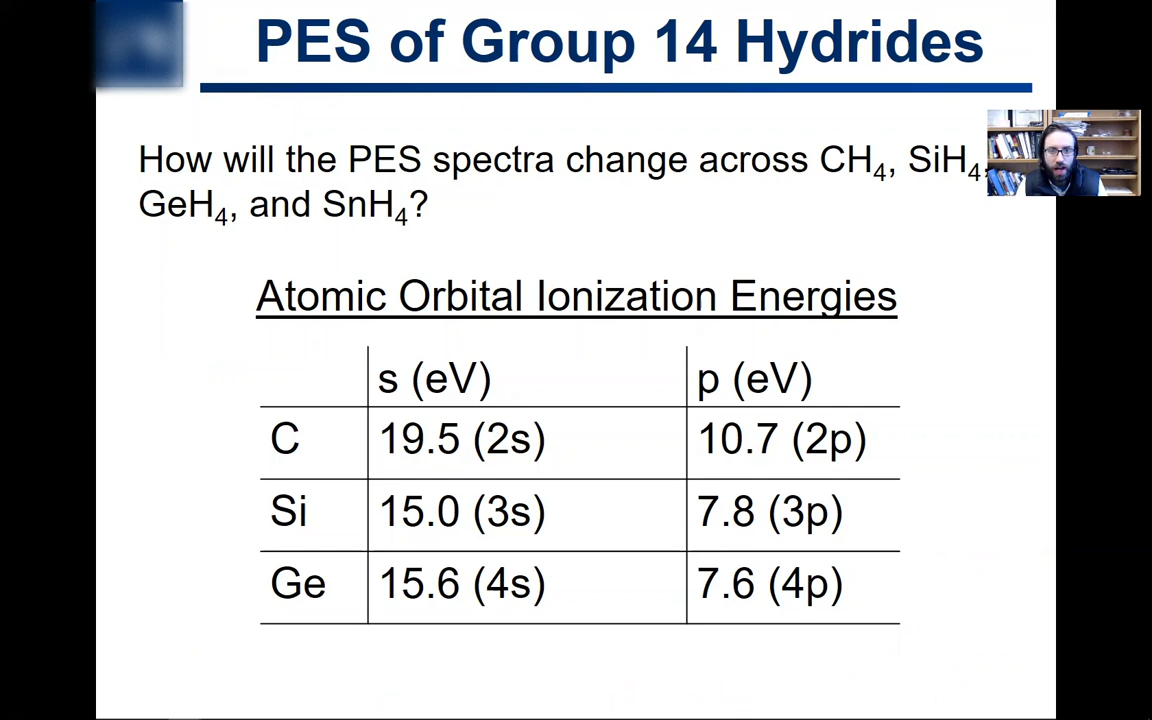 PES of Group 14 Hydrides
How will the PES spectra change across CH₄, SiH₄,
GeH₄, and SnH₄?
Atomic Orbital Ionization Energies
s (eV) p (eV)
C 19.5 (2s) 10.7 (2p)
Si 15.0 (3s) 7.8 (3p)
Ge 15.6 (4s) 7.6 (4p)